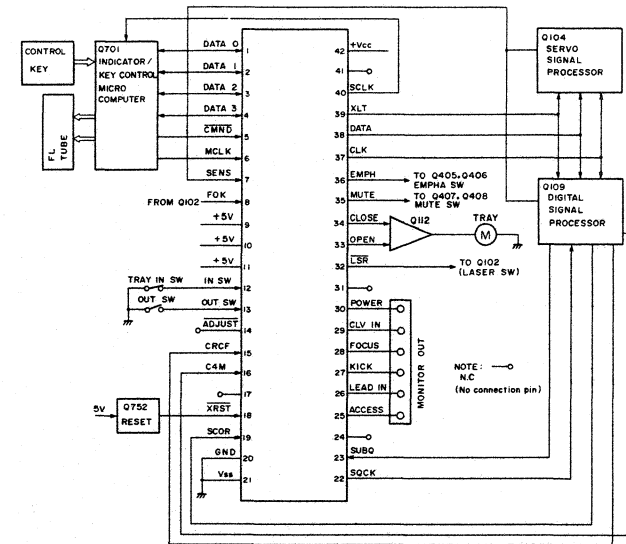 CONTROL
KEY
Q701
INDICATOR/
KEY CONTROL
MICRO
COMPUTER
FL
TUBE
DATA 0
1
DATA 1
2
DATA 2
3
DATA 3
4
CMND
5
MCLK
6
SENS
7
FOK
FROM Q102
8
+5V
9
+5V
10
+5V
11
TRAY IN SW
IN SW
12
OUT SW
OUT SW
13
ADJUST
14
CRCF
15
C4M
16
17
5V
Q752
RESET
XRST
18
SCOR
19
GND
20
Vss
21
42
+Vcc
41
40
SCLK
39
XLT
38
DATA
37
CLK
36
EMPH
TO Q405,Q406
EMPHA SW
35
MUTE
TO Q407,Q408
MUTE SW
34
CLOSE
Q112
TRAY
M
33
OPEN
32
LSR
TO Q102
(LASER SW)
31
30
POWER
29
CLV IN
28
FOCUS
27
KICK
26
LEAD IN
25
ACCESS
MONITOR OUT
24
23
SUBQ
22
SQCK
NOTE:
N.C
(No connection pin)
Q104
SERVO
SIGNAL
PROCESSOR
Q109
DIGITAL
SIGNAL
PROCESSOR